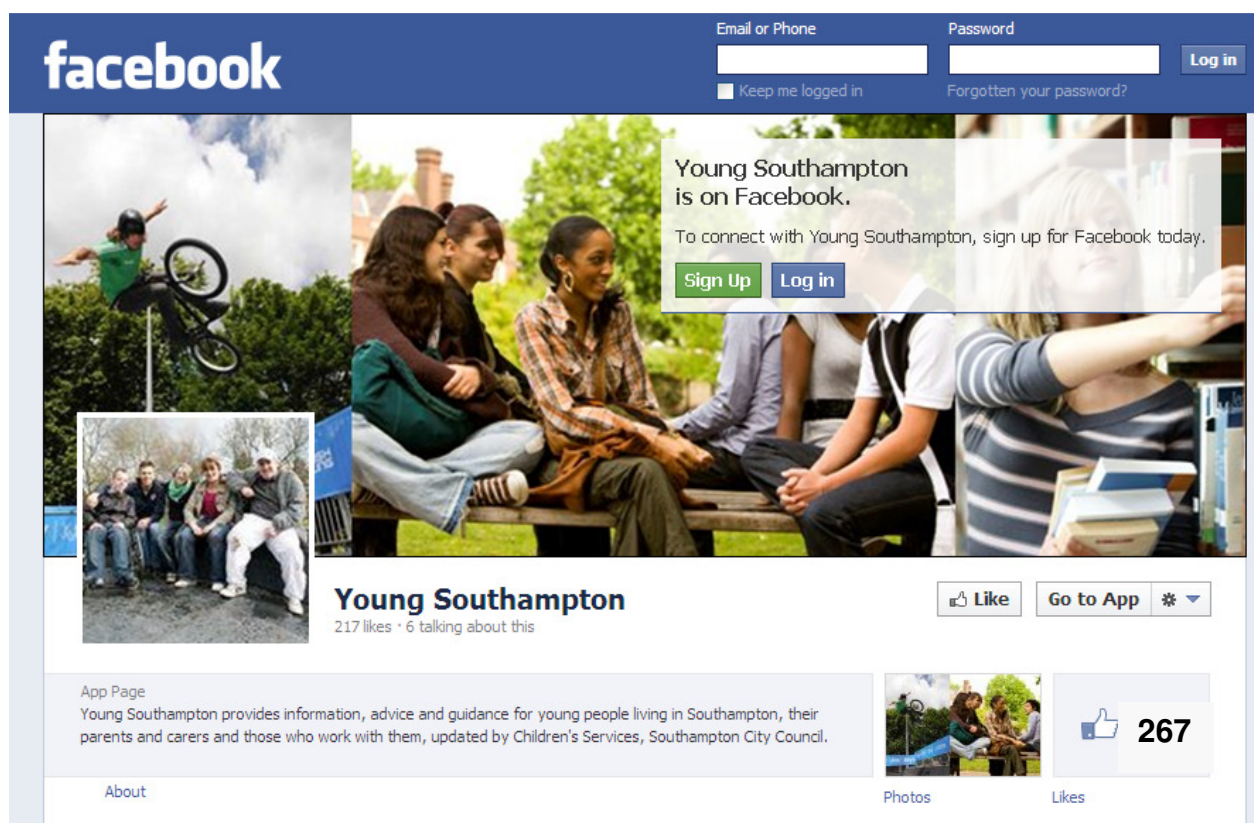 Email or Phone
Password
facebook
Log in
Keep me logged in
Forgotten your password?
Young Southampton
is on Facebook.
To connect with Young Southampton, sign up for Facebook today.
Sign Up
Log in
Young Southampton
217 likes · 6 talking about this
Like
Go to App
App Page
Young Southampton provides information, advice and guidance for young people living in Southampton, their
parents and carers and those who work with them, updated by Children's Services, Southampton City Council.
267
About
Photos
Likes